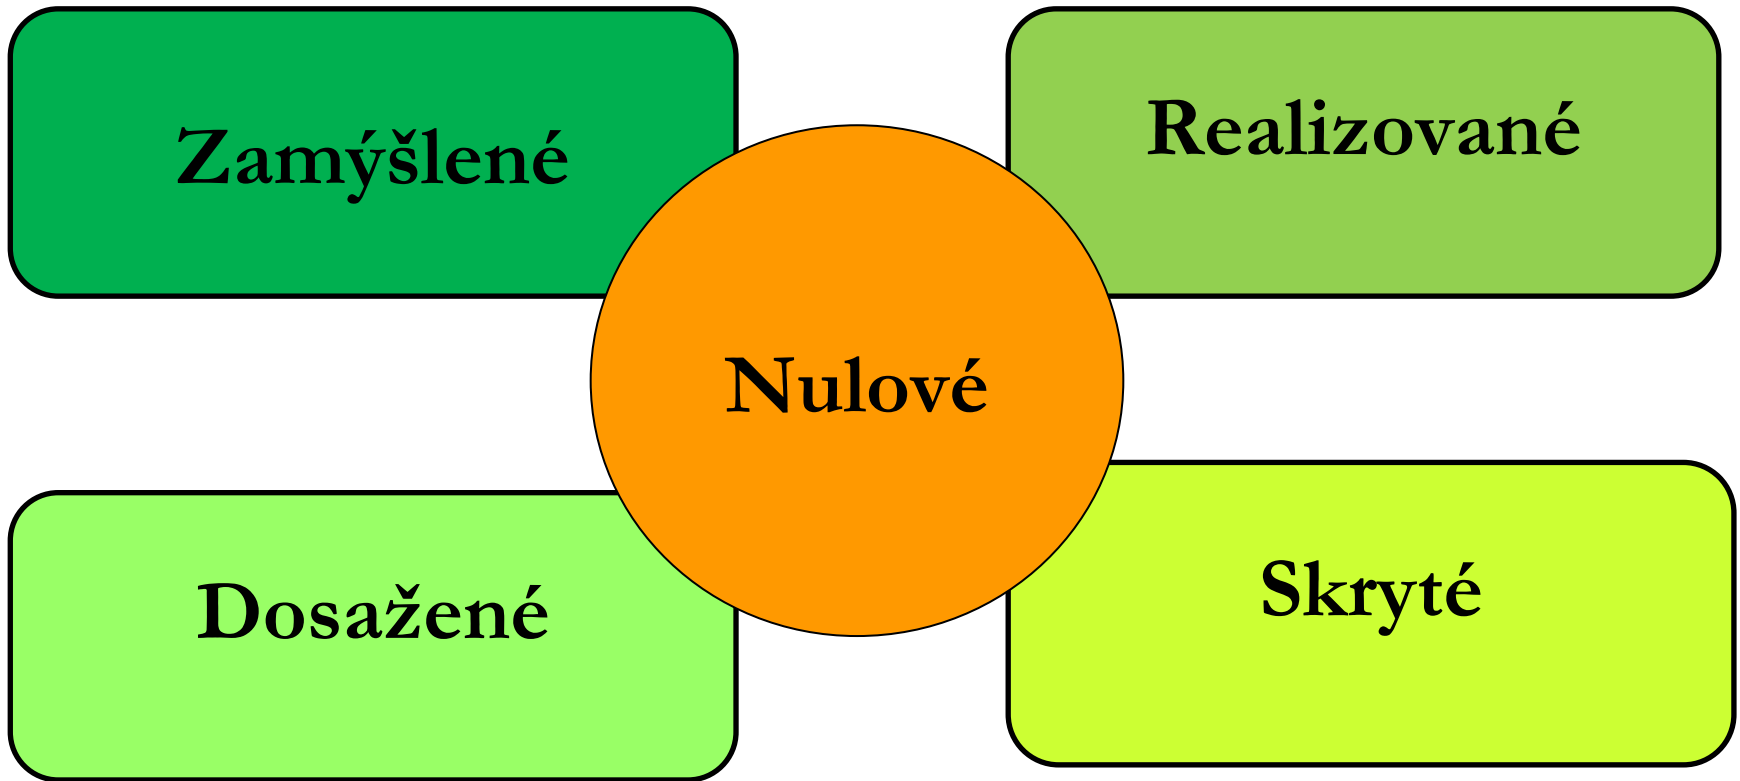 Zamýšlené
Realizované
Nulové
Dosažené
Skryté